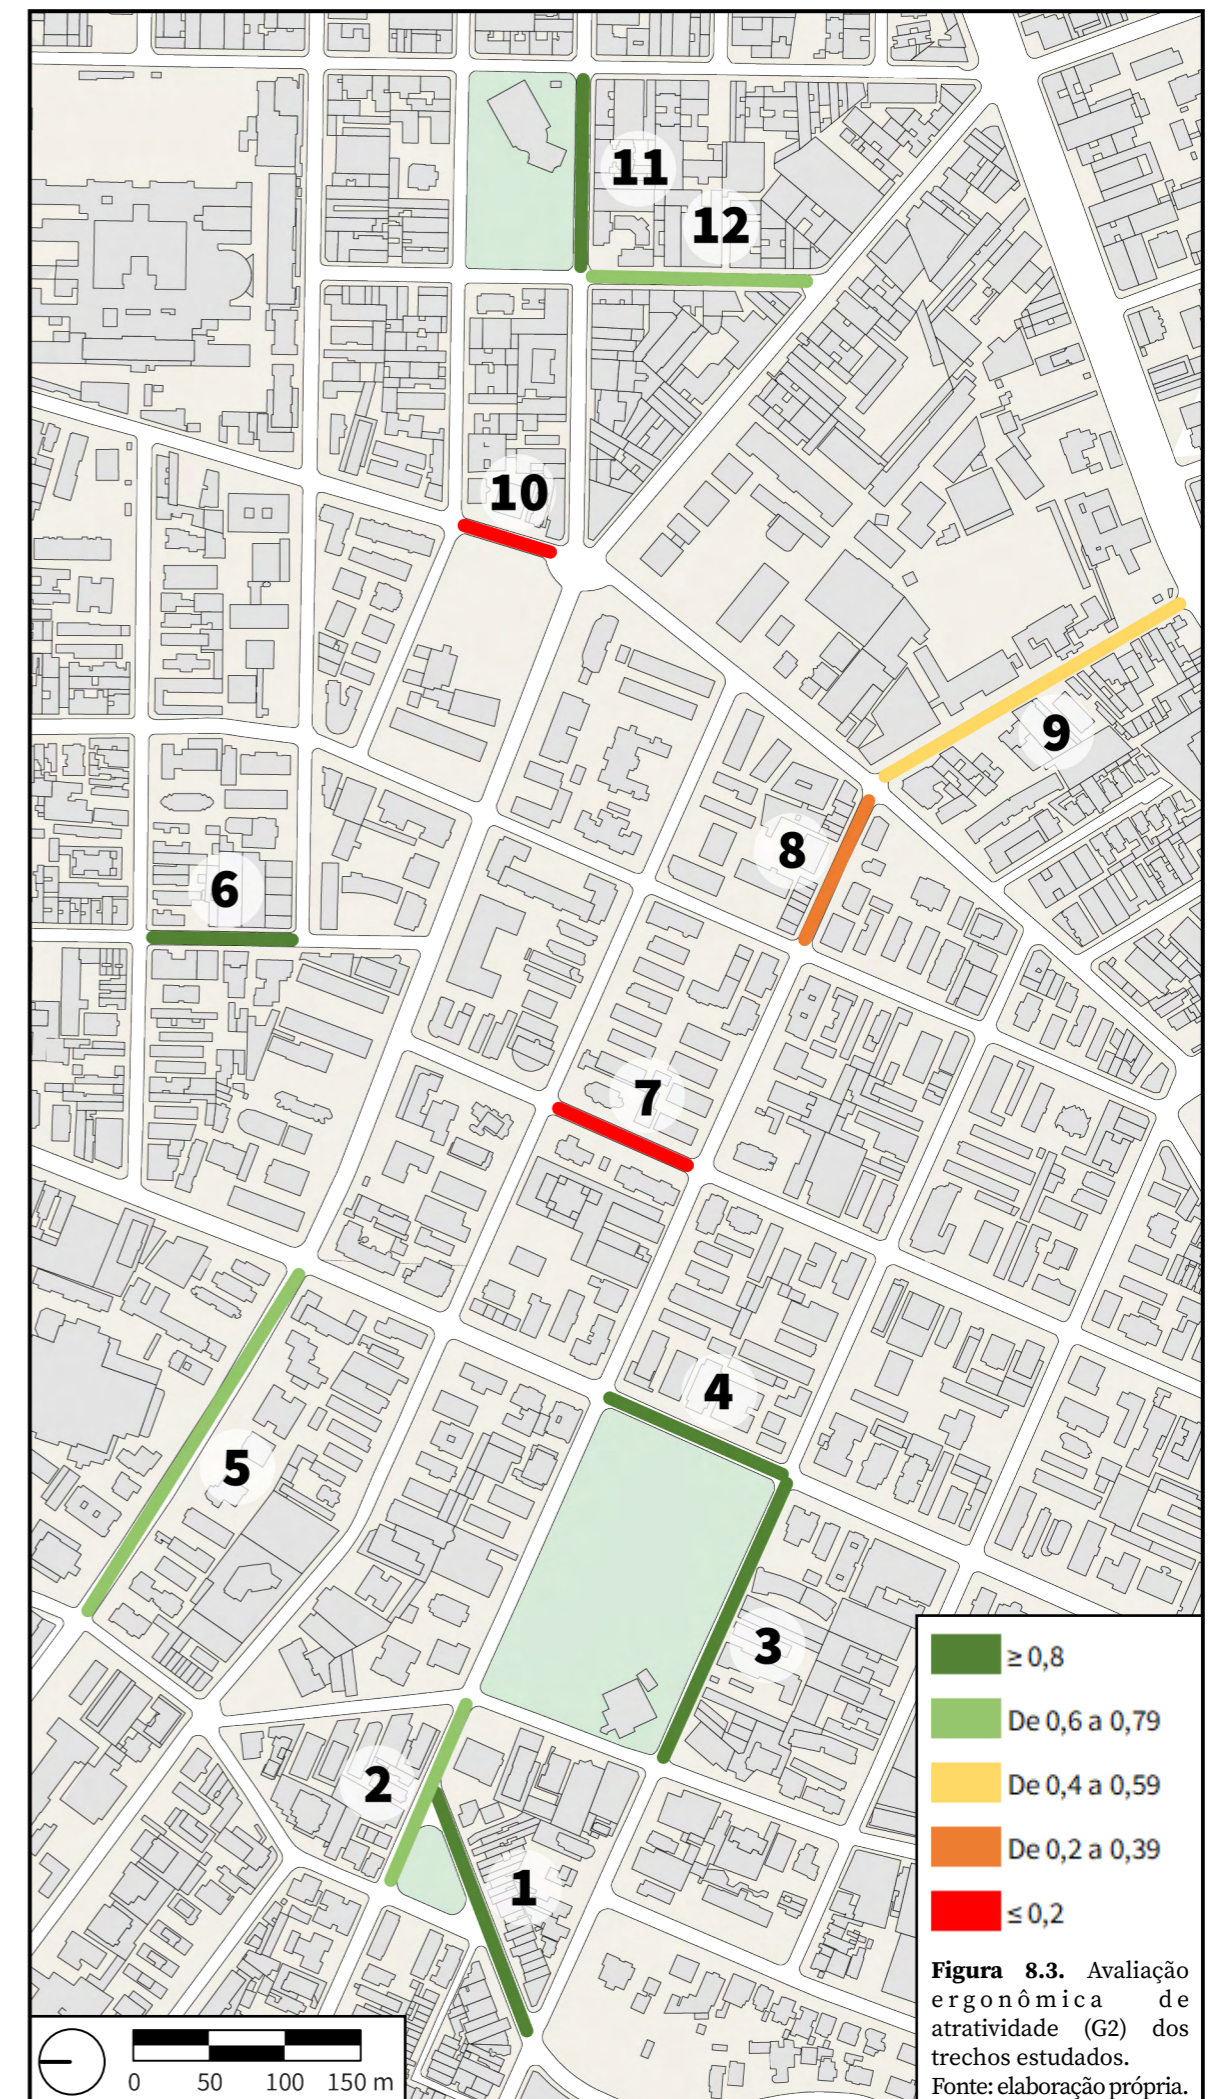 11
12
10
9
8
6
7
4
5
3
2
1
≥ 0,8
De 0,6 a 0,79
De 0,4 a 0,59
De 0,2 a 0,39
≤ 0,2
Figura 8.3. Avaliação
ergonômica de
atratividade (G2) dos
trechos estudados.
Fonte: elaboração própria.
0 50 100 150 m